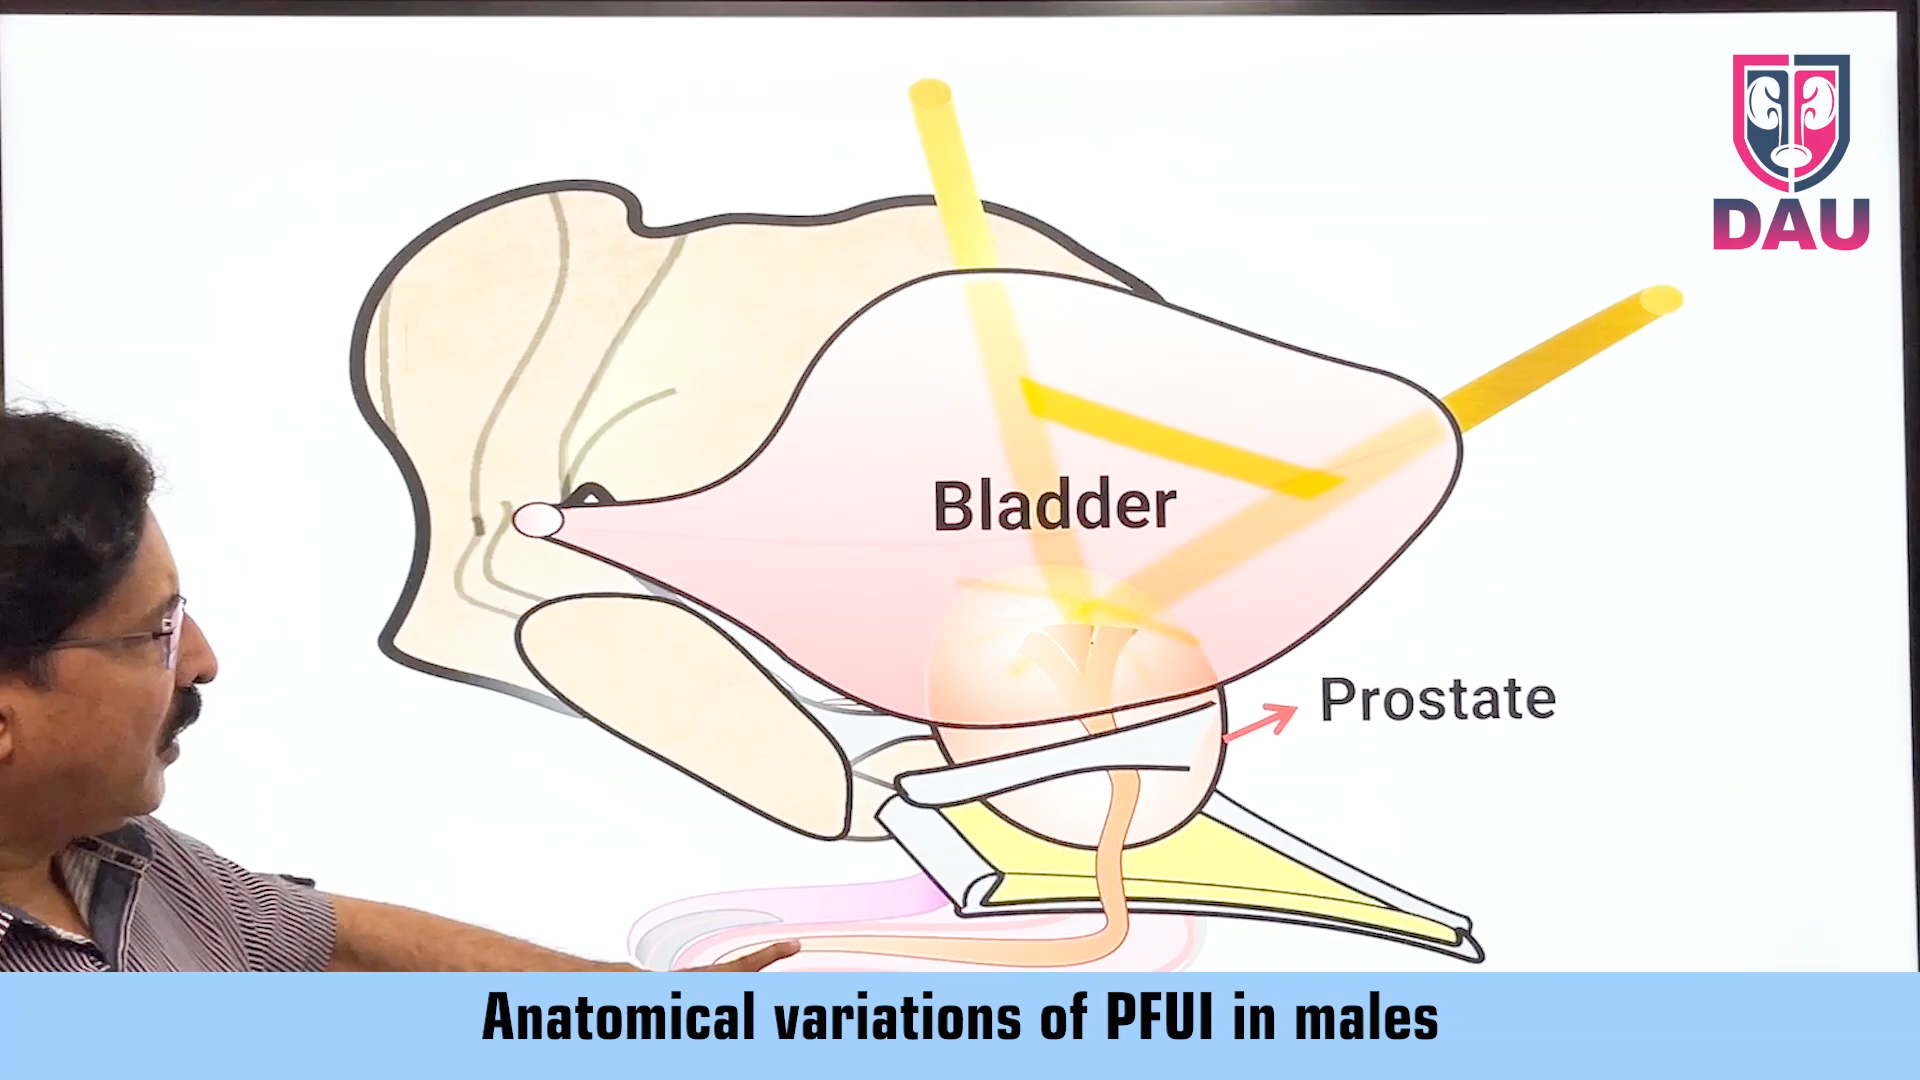 DAU
Bladder
Prostate
Anatomical variations of PFUI in males